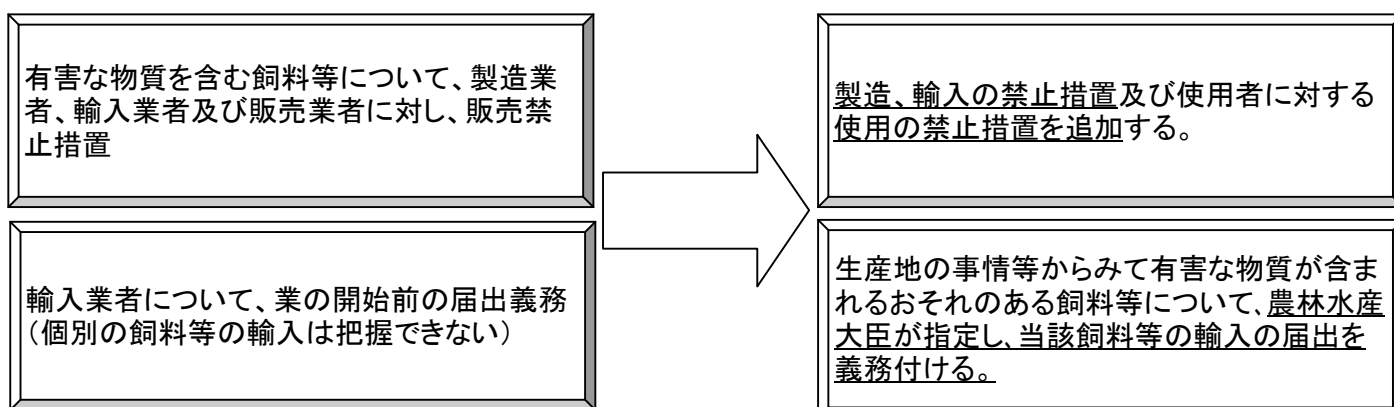 有害な物質を含む飼料等について、製造業
者、輸入業者及び販売業者に対し、販売禁
止措置
輸入業者について、業の開始前の届出義務
（個別の飼料等の輸入は把握できない）
製造、輸入の禁止措置及び使用者に対する
使用の禁止措置を追加する。
生産地の事情等からみて有害な物質が含ま
れるおそれのある飼料等について、農林水産
大臣が指定し、当該飼料等の輸入の届出を
義務付ける。